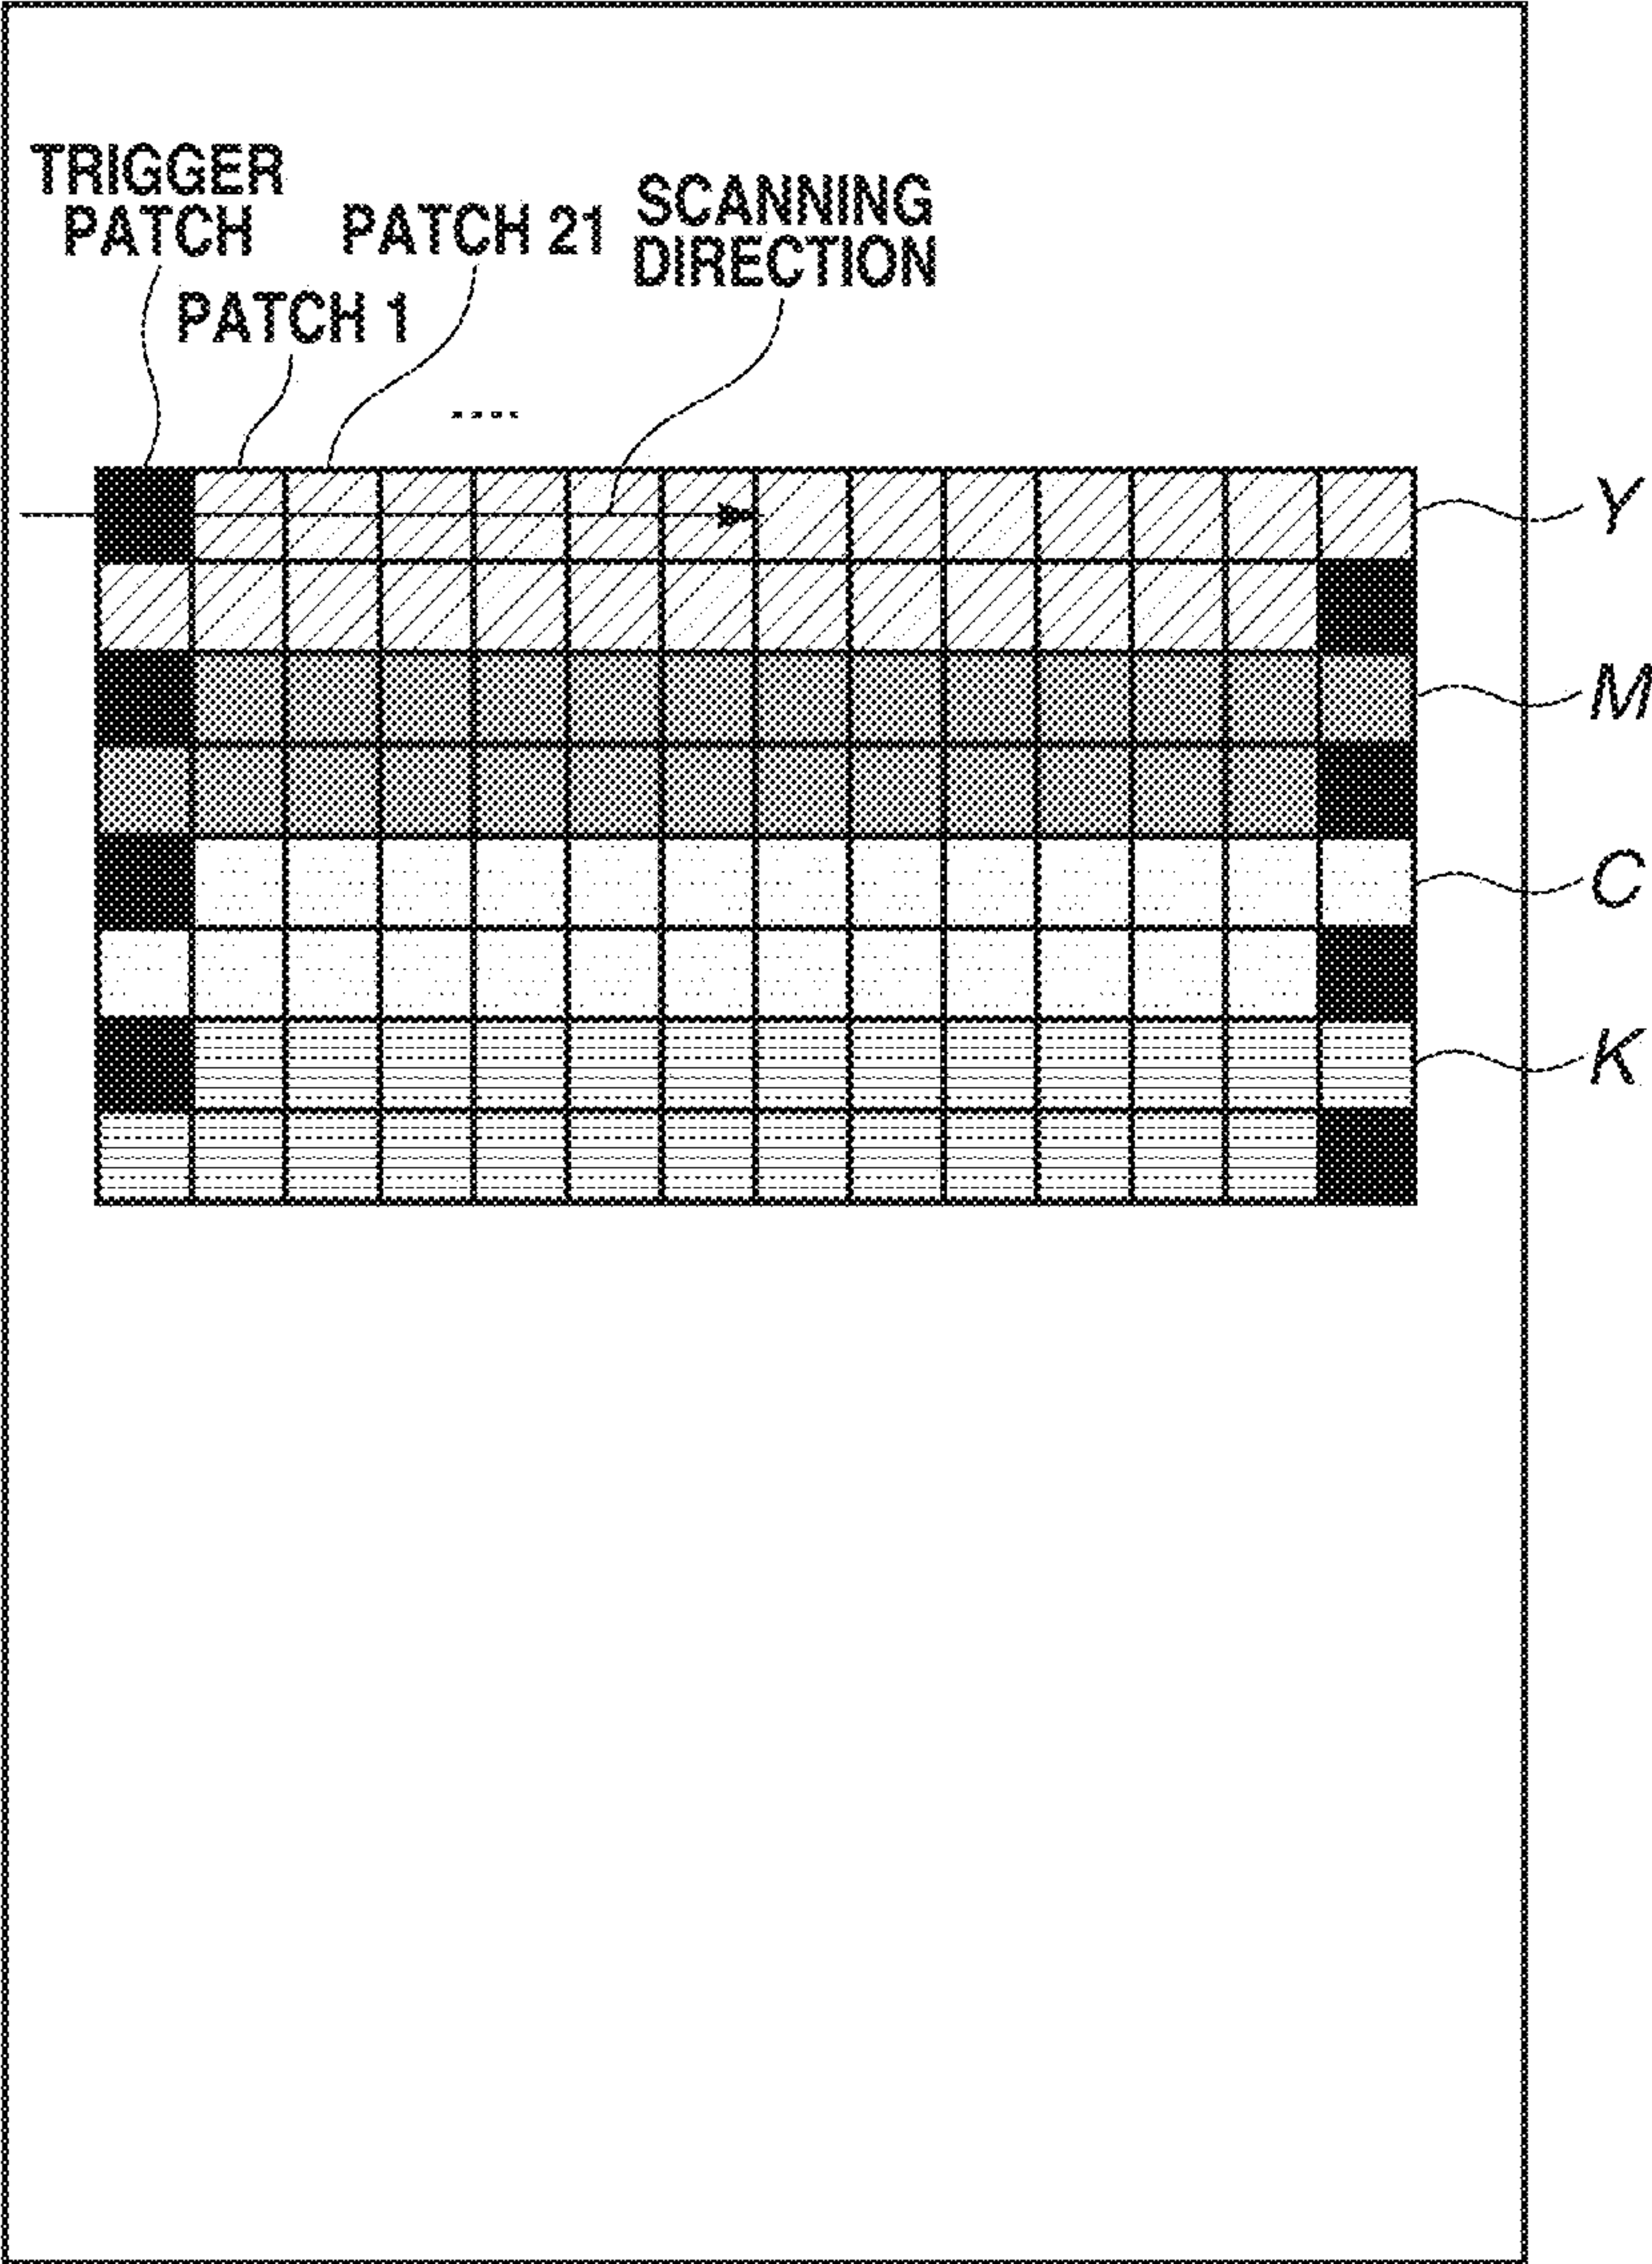 TRIGGER
PATCH
PATCH 1
PATCH 21
SCANNING
DIRECTION
....
Y
M
C
K